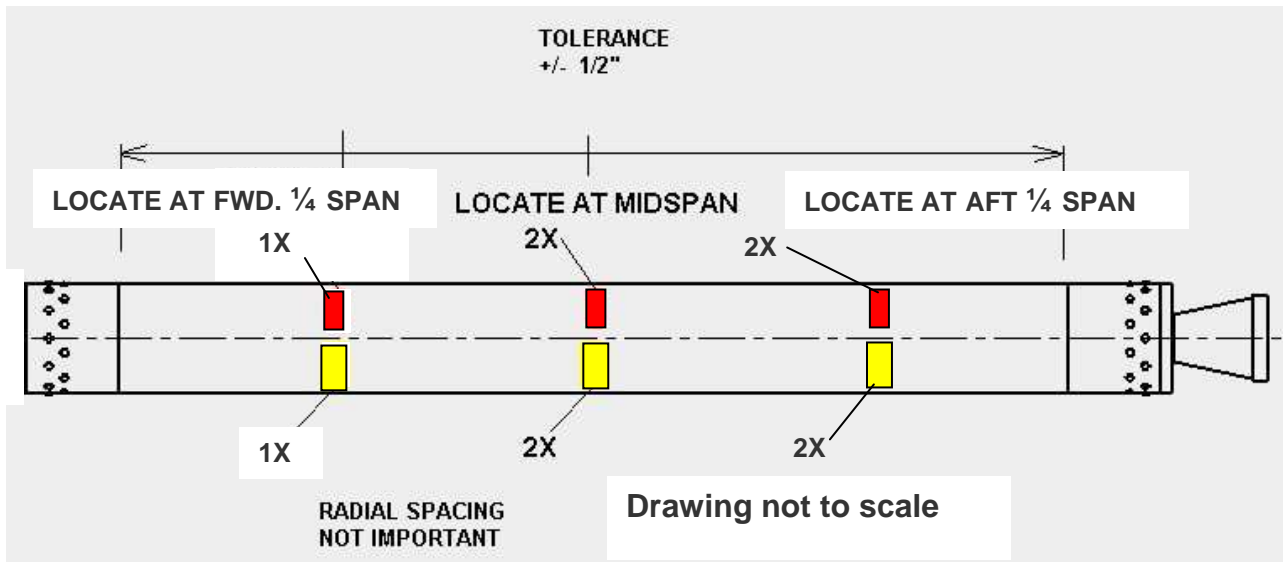 TOLERANCE
+/- 1/2"
LOCATE AT FWD. ¼ SPAN
LOCATE AT MIDSPAN
LOCATE AT AFT ¼ SPAN
1X
2X
2X
1X
2X
2X
RADIAL SPACING
NOT IMPORTANT
Drawing not to scale